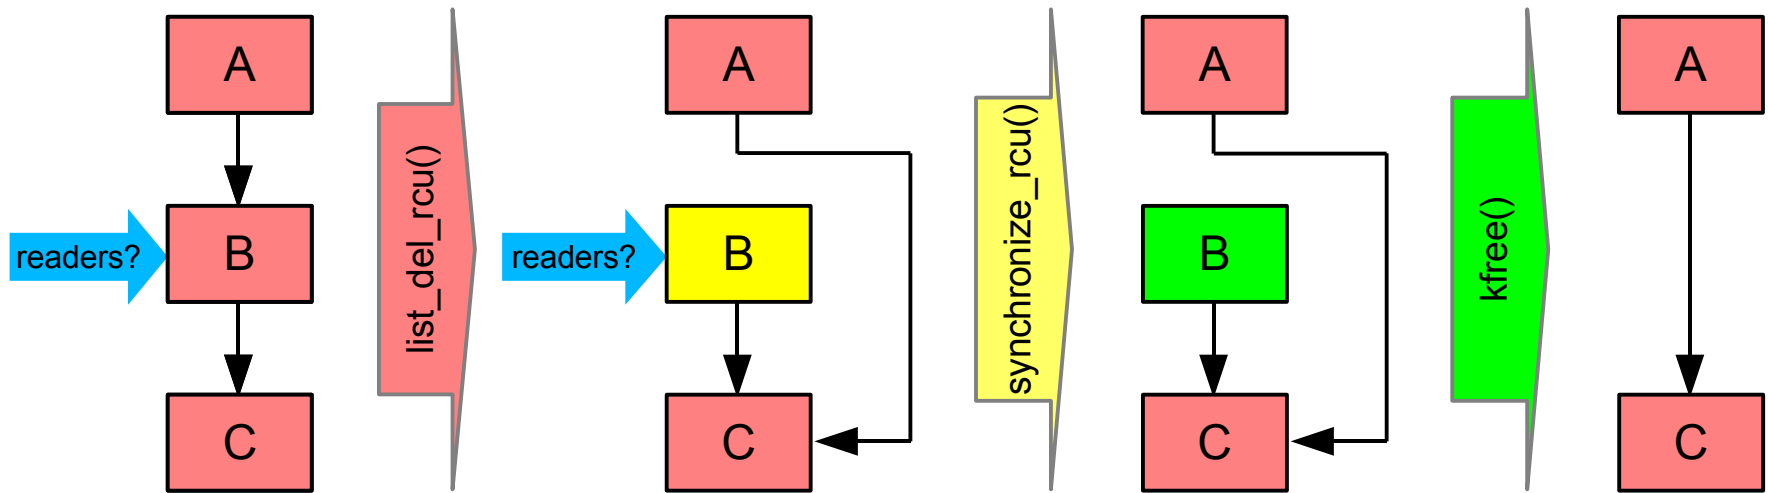 A
readers?
B
C
list_del_rcu()
A
readers?
B
C
synchronize_rcu()
A
B
C
kfree()
A
C